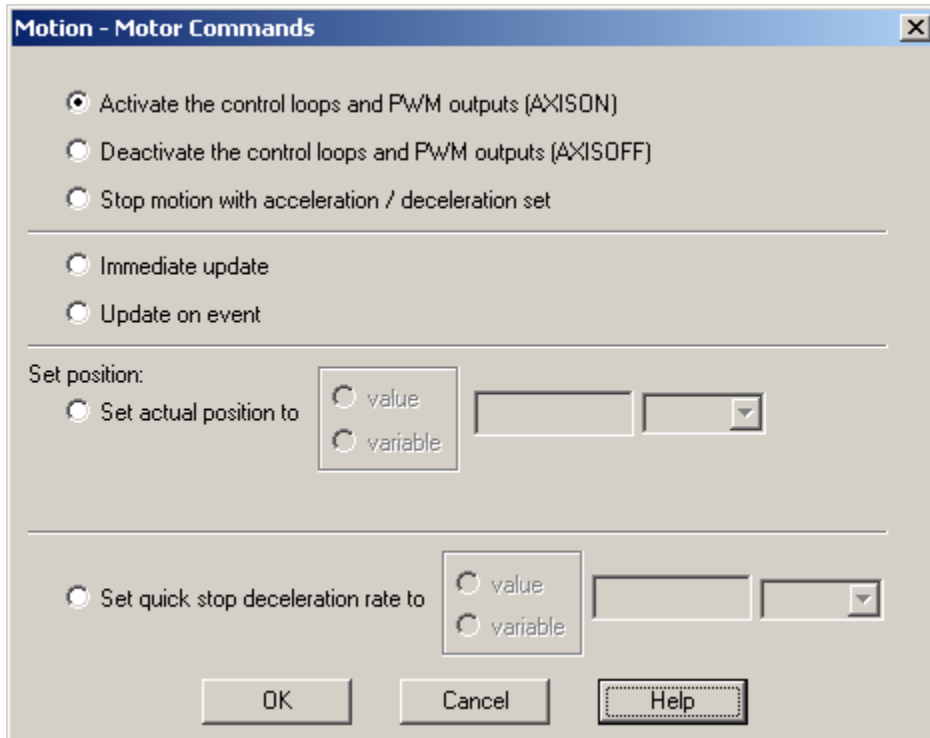 Motion - Motor Commands
Activate the control loops and PWM outputs (AXISON)
Deactivate the control loops and PWM outputs (AXISOFF)
Stop motion with acceleration / deceleration set
Immediate update
Update on event
Set position:
Set actual position to
value
variable
Set quick stop deceleration rate to
value
variable
OK Cancel Help